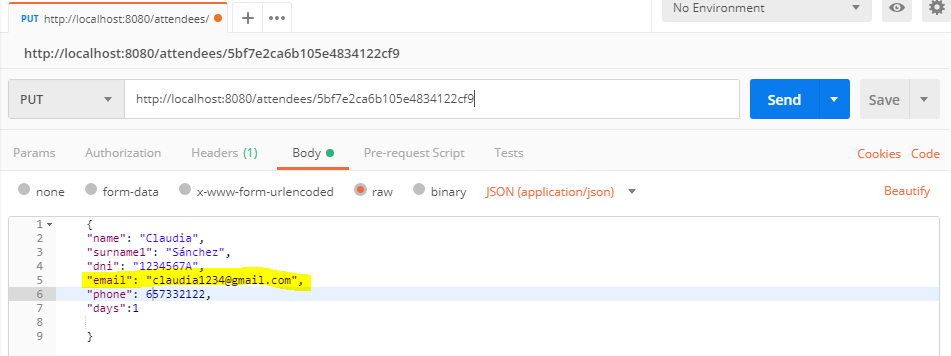 PUT http://localhost:8080/attendees/
No Environment
http://localhost:8080/attendees/5bf7e2ca6b105e4834122cf9
PUT http://localhost:8080/attendees/5bf7e2ca6b105e4834122cf9 Send Save
Params Authorization Headers (1) Body Pre-request Script Tests Cookies Code
none form-data x-www-form-urlencoded raw binary JSON (application/json) Beautify
1 {
2 "name": "Claudia",
3 "surname1": "Sánchez",
4 "dni": "1234567A",
5 "email": "claudia1234@gmail.com",
6 "phone": 657332122,
7 "days":1
8
9 }